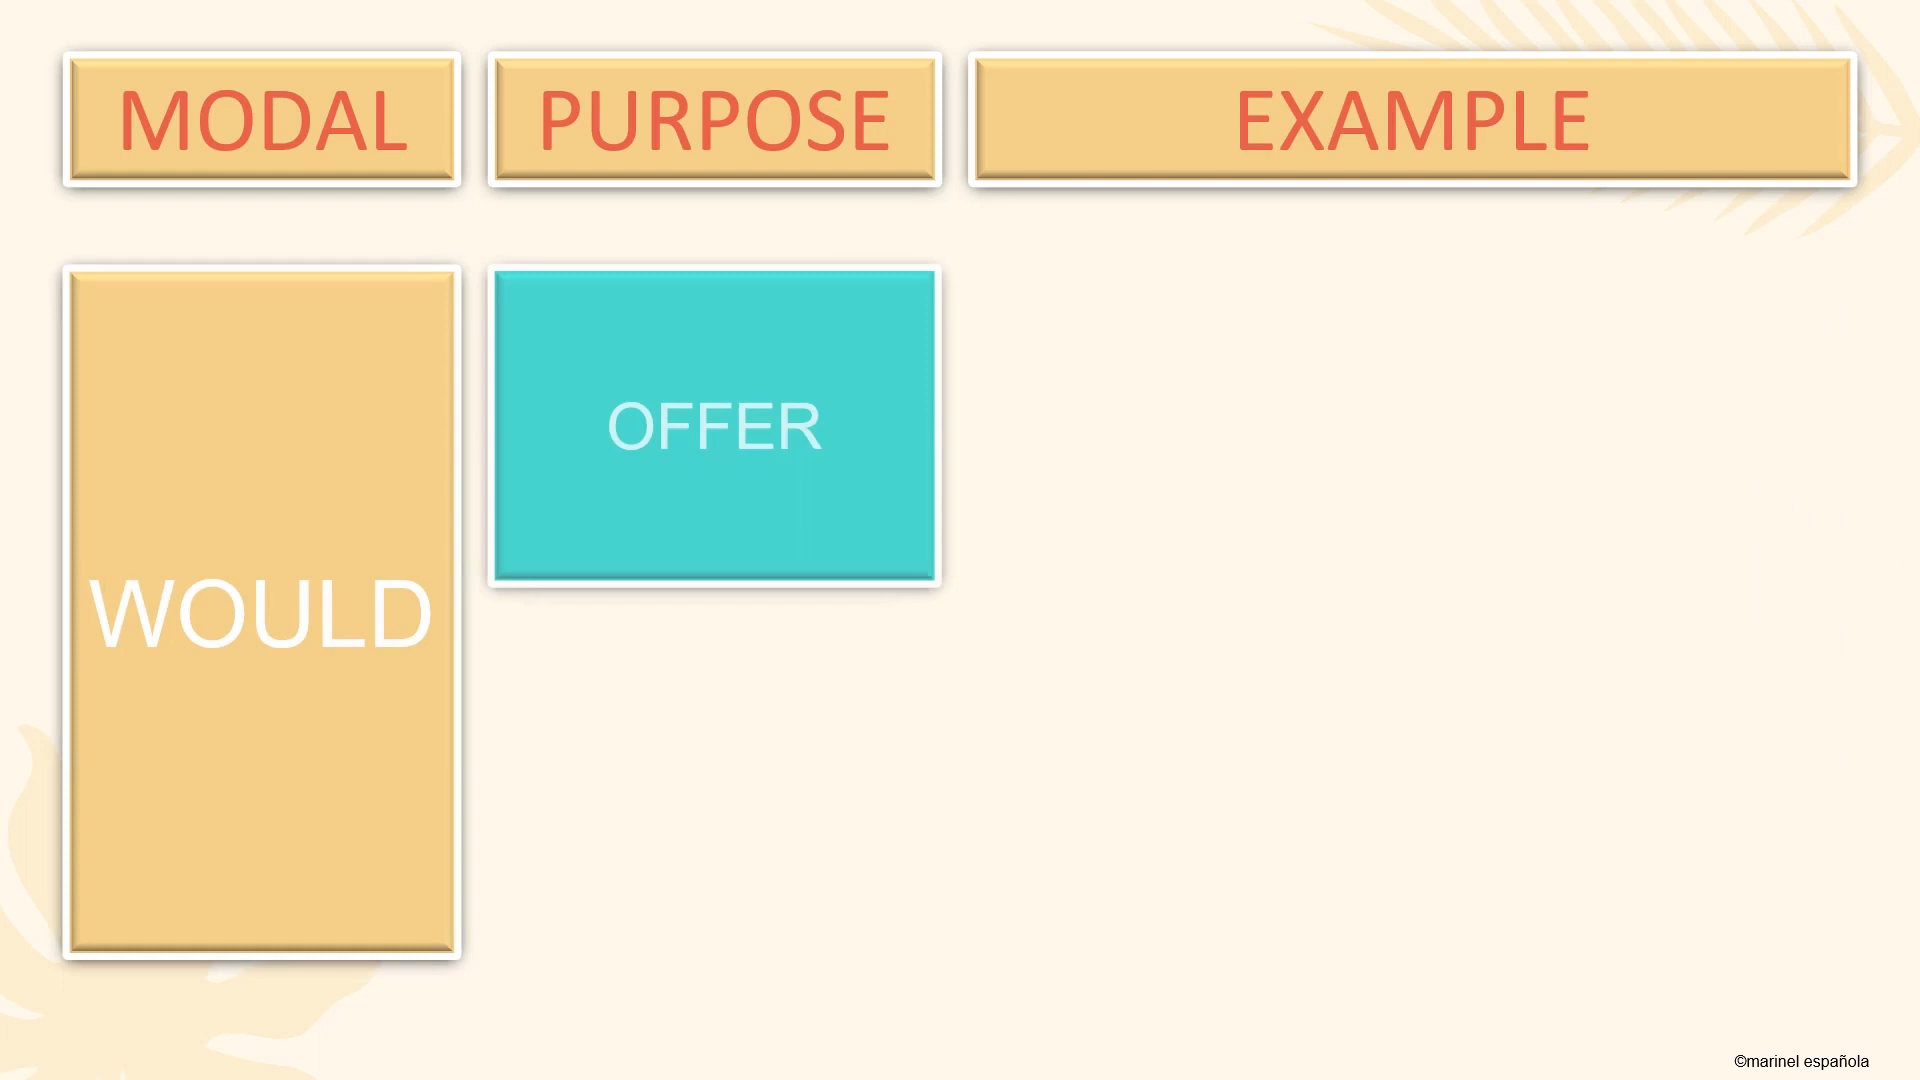 MODAL
PURPOSE
EXAMPLE
WOULD
OFFER
©marinel española